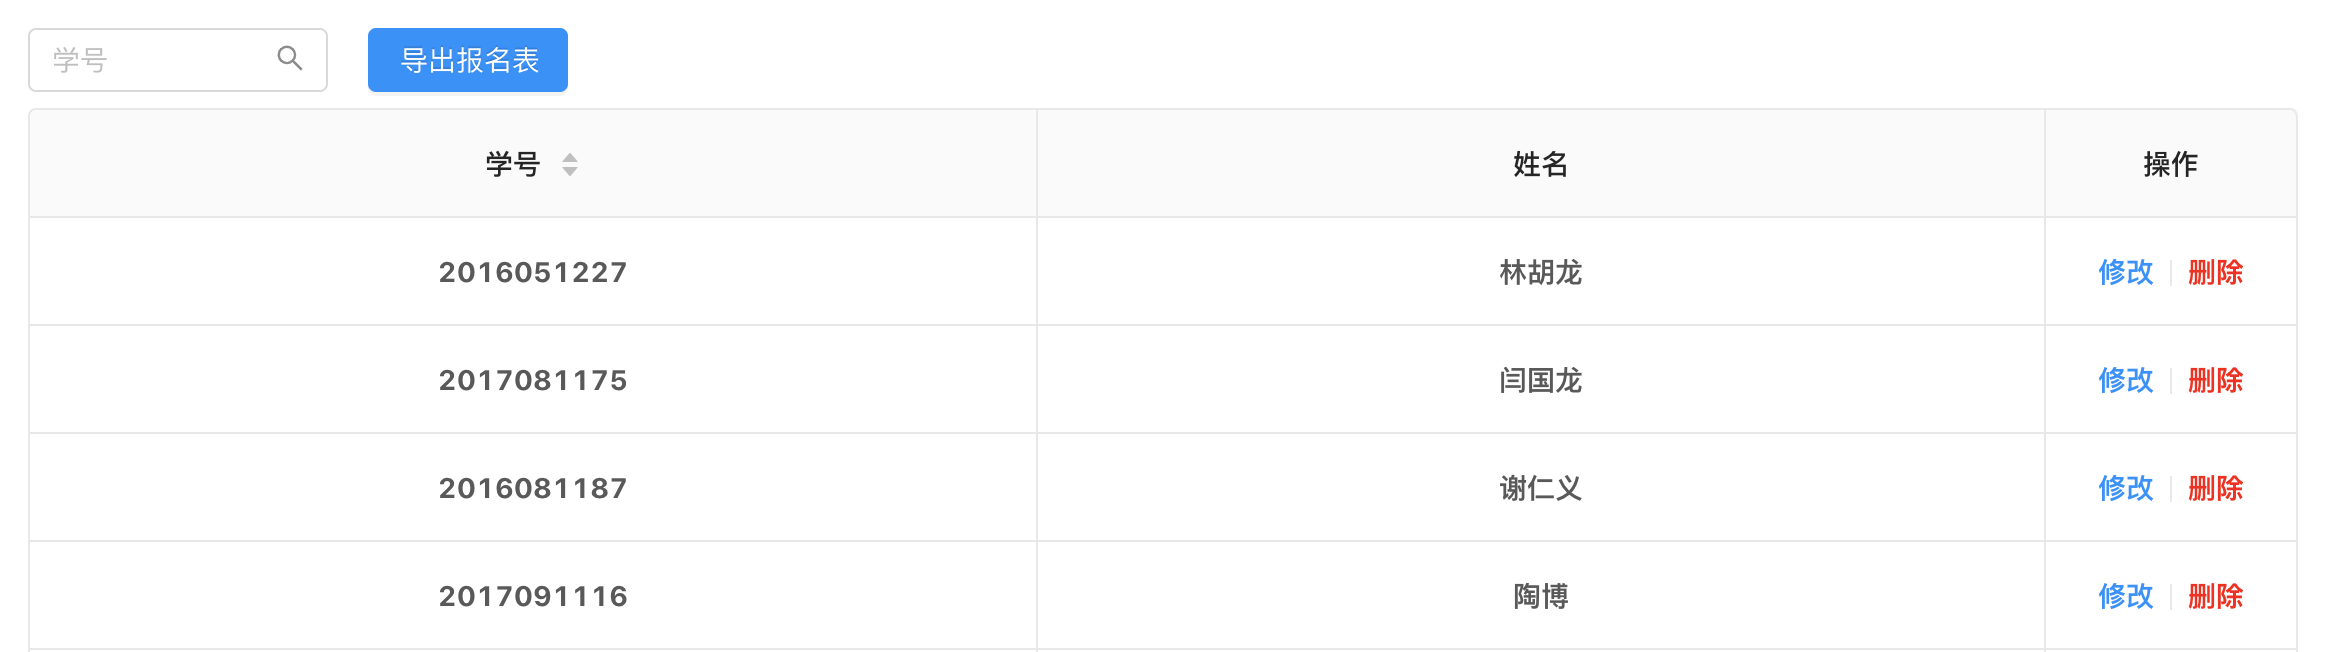 学号 导出报名表
学号 姓名 操作
2016051227 林胡龙 修改 删除
2017081175 闫国龙 修改 删除
2016081187 谢仁义 修改 删除
2017091116 陶博 修改 删除